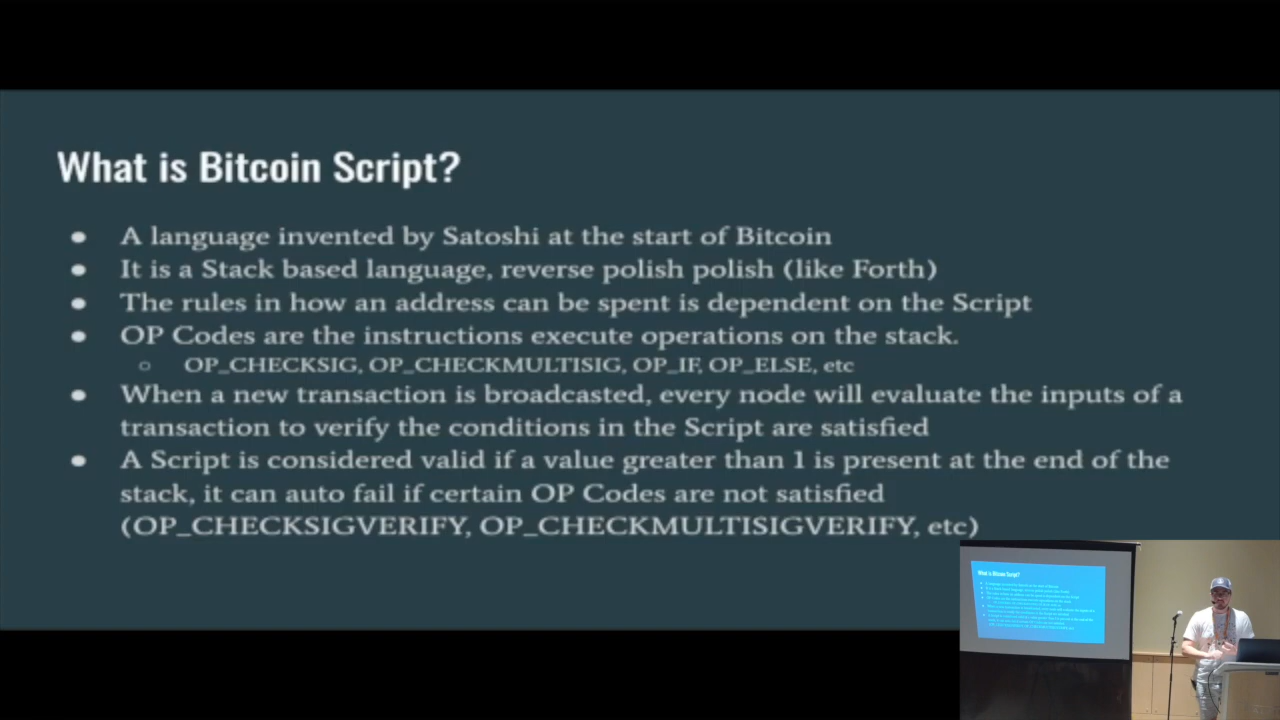 What is Bitcoin Script?
● A language invented by Satoshi at the start of Bitcoin
● It is a Stack based language, reverse polish polish (like Forth)
● The rules in how an address can be spent is dependent on the Script
● OP Codes are the instructions execute operations on the stack.
○ OP_CHECKSIG, OP_CHECKMULTISIG, OP_IF, OP_ELSE, etc
● When a new transaction is broadcasted, every node will evaluate the inputs of a
transaction to verify the conditions in the Script are satisfied
● A Script is considered valid if a value greater than 1 is present at the end of the
stack, it can auto fail if certain OP Codes are not satisfied
(OP_CHECKSIGVERIFY, OP_CHECKMULTISIGVERIFY, etc)
What is Bitcoin Script?